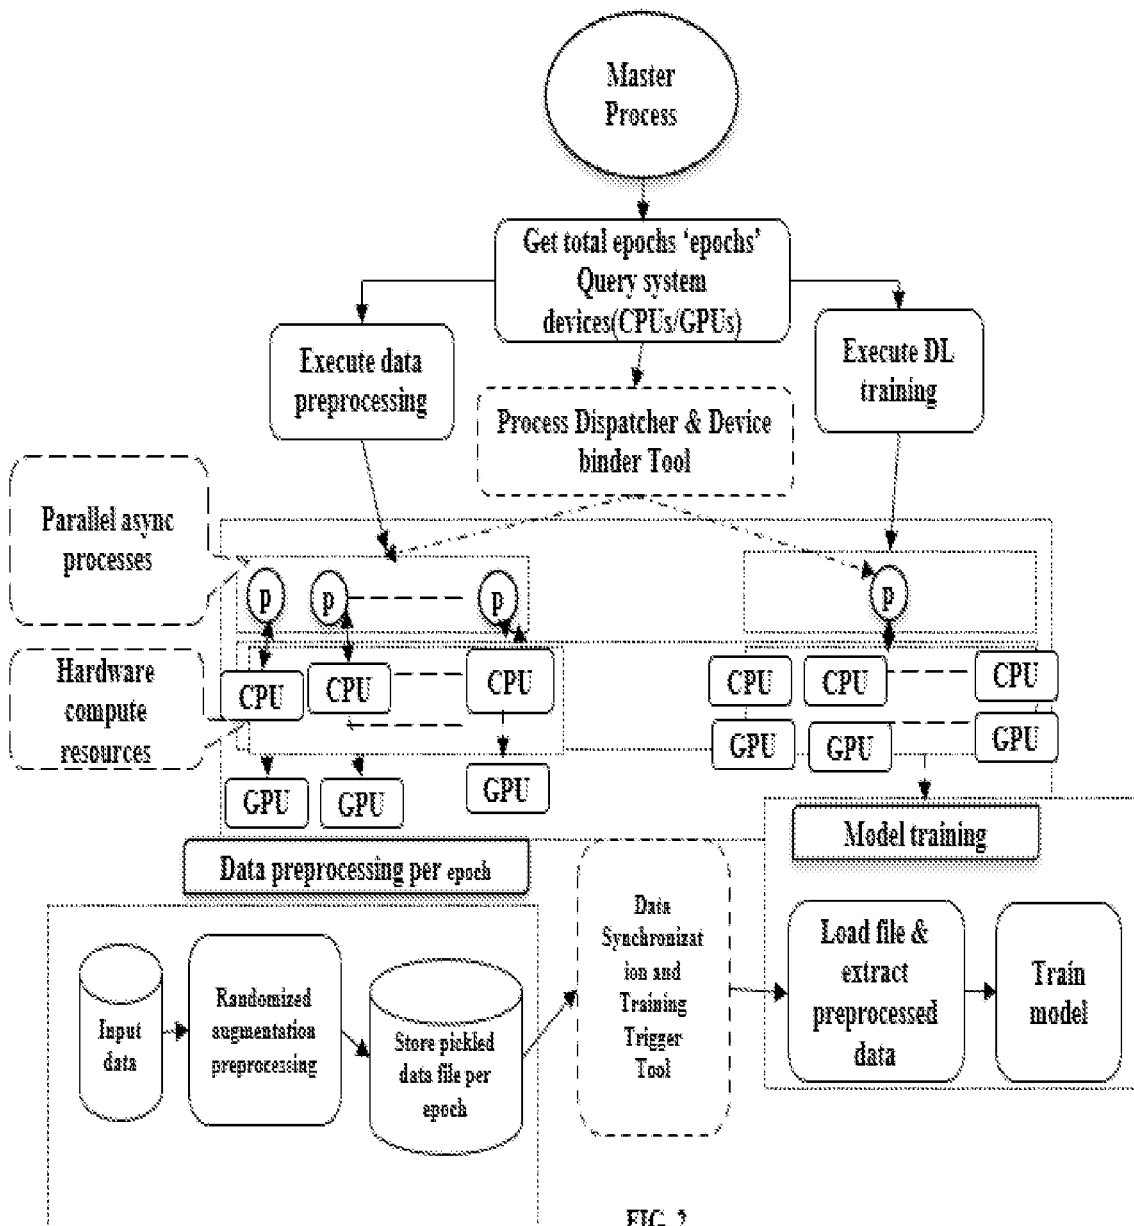 Master
Process
Get total epochs ‘epochs’
Query system
devices(CPUs/GPUs)
Execute data
preprocessing
Execute DL
training
Process Dispatcher & Device
binder Tool
Parallel async
processes
p
p
p
p
Hardware
compute
resources
CPU
CPU
CPU
CPU
CPU
CPU
GPU
GPU
GPU
GPU
GPU
GPU
Data preprocessing per epoch
Model training
Input
data
Randomized
augmentation
preprocessing
Store pickled
data file per
epoch
Data
Synchronizat
ion and
Training
Trigger
Tool
Load file &
extract
preprocessed
data
Train
model
FIG. 2